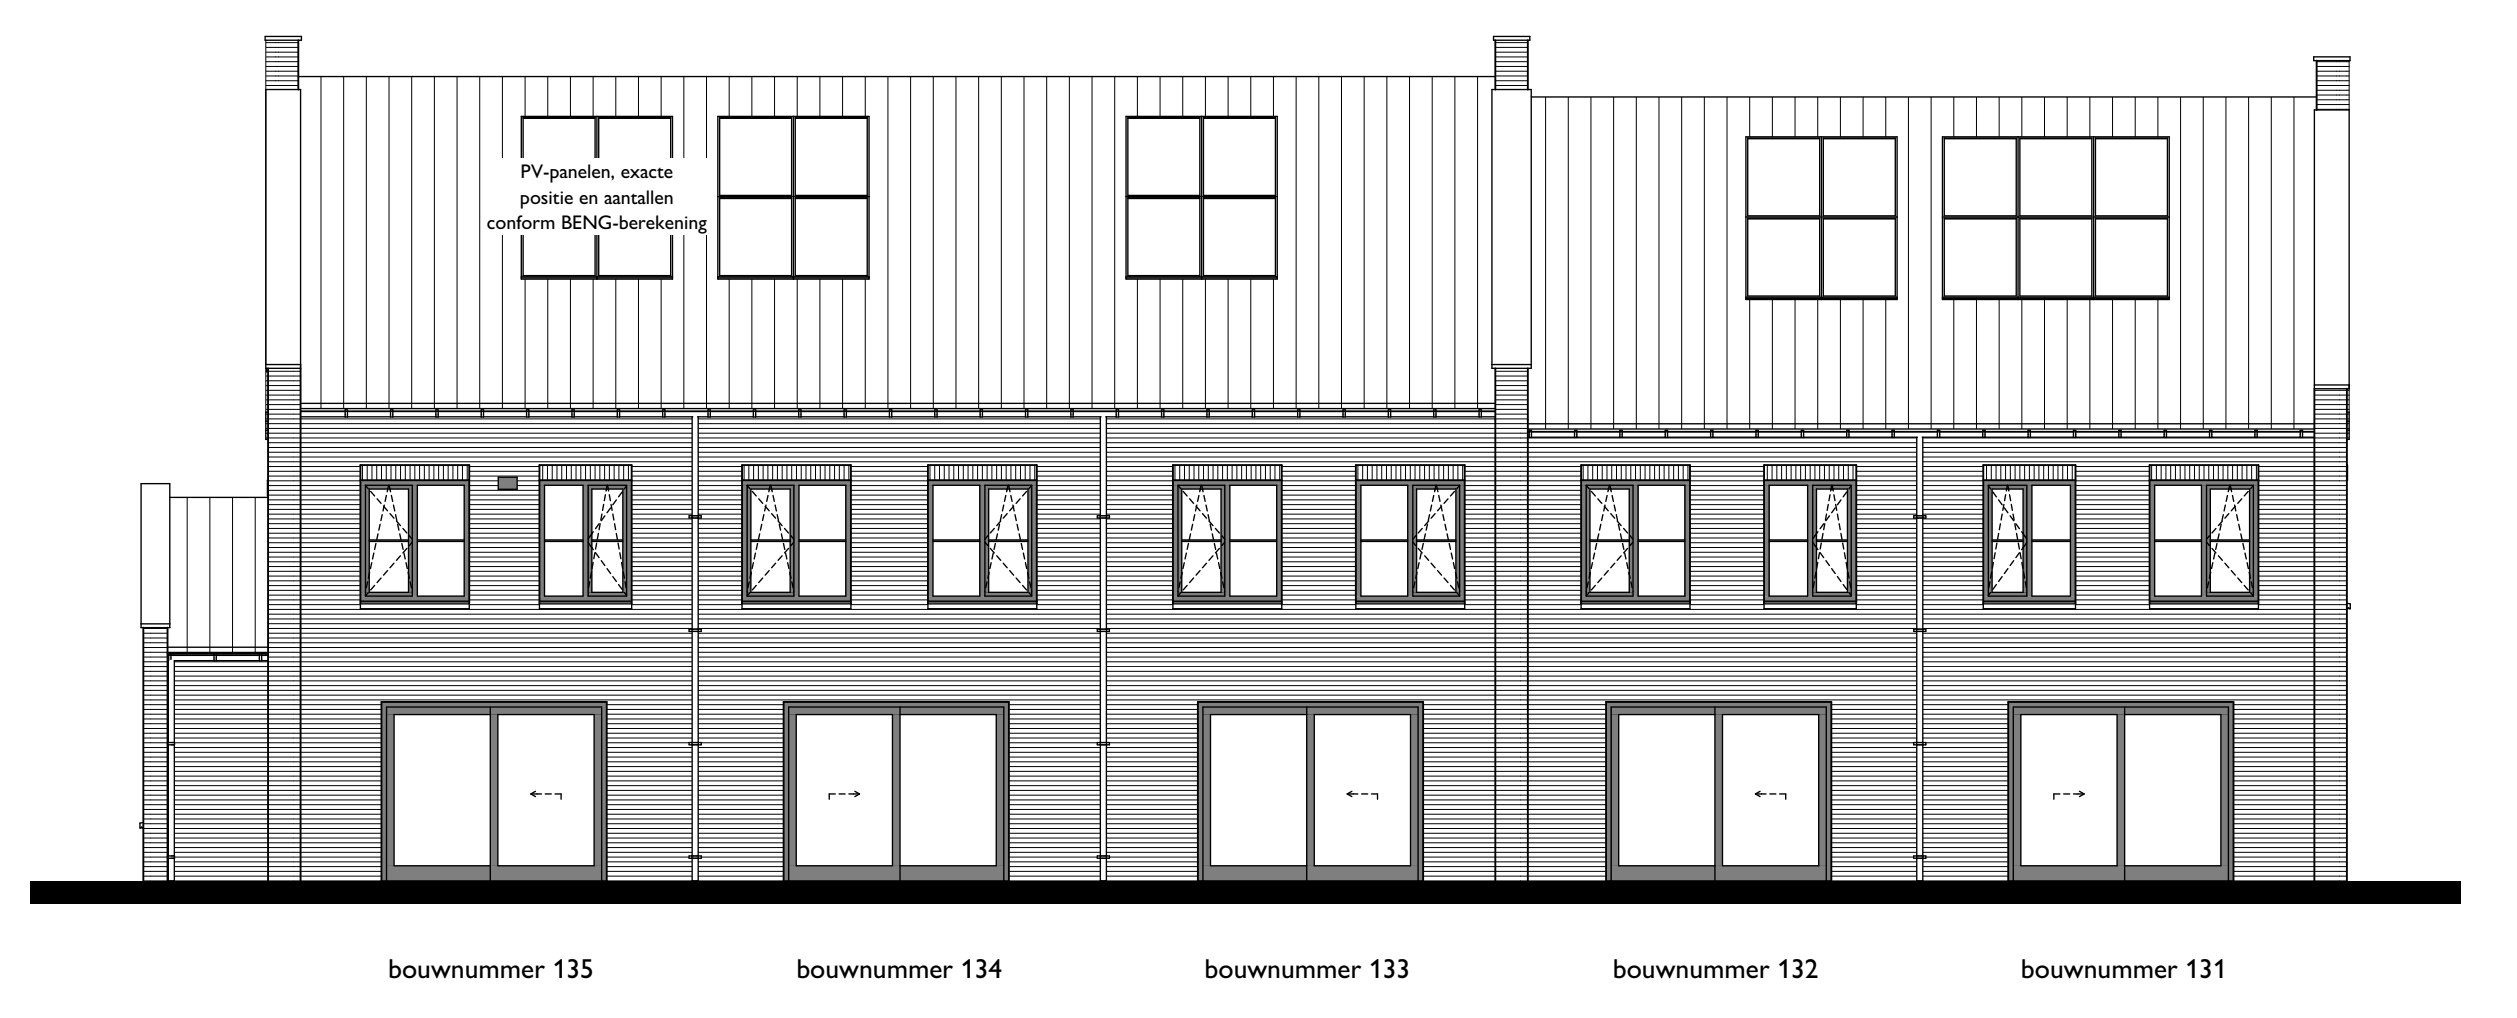 PV-panelen, exacte
positie en aantallen
conform BENG-berekening
bouwnummer 135
bouwnummer 134
bouwnummer 133
bouwnummer 132
bouwnummer 131